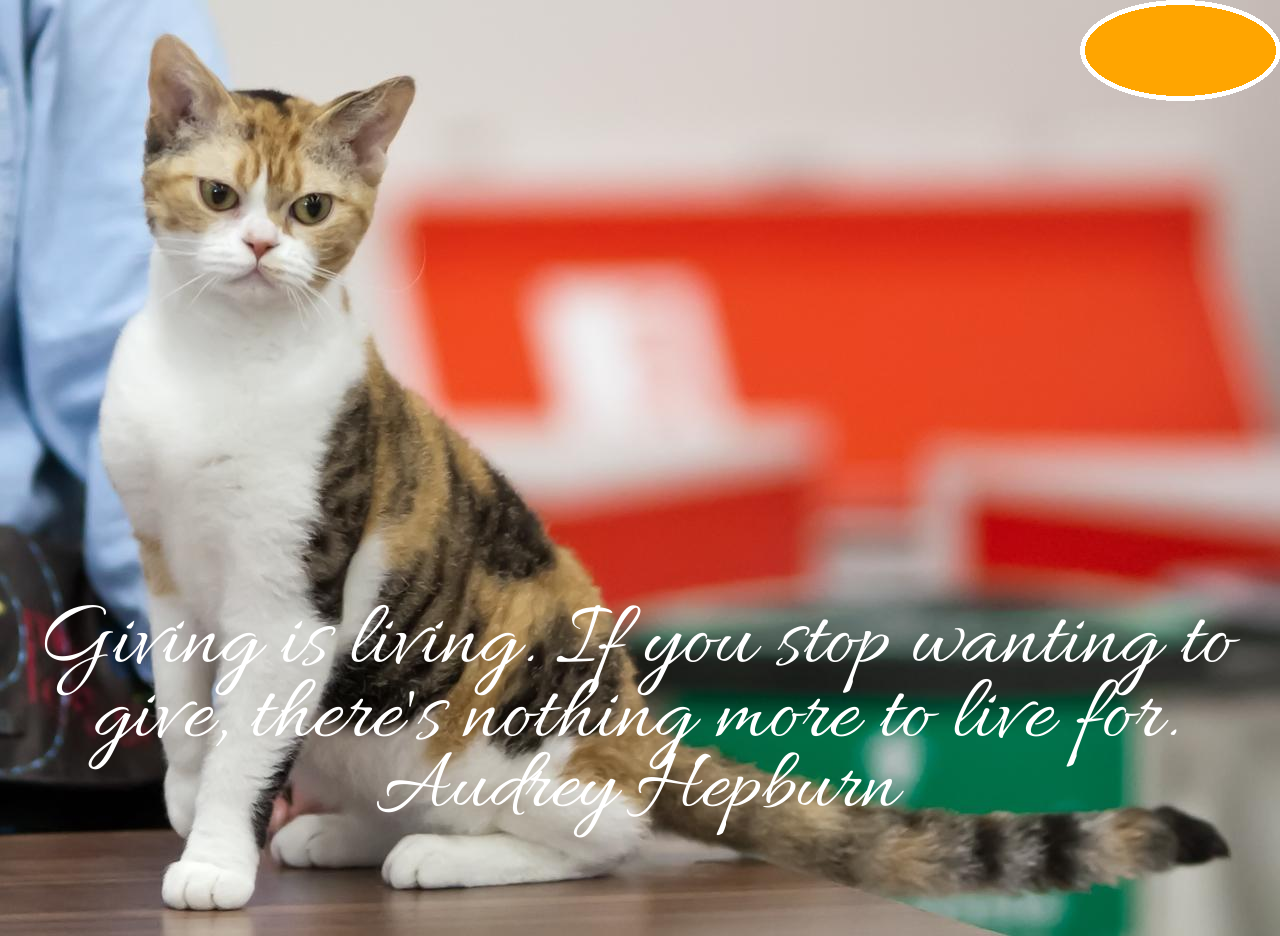 Giving is living. If you stop wanting to
give, there's nothing more to live for.
Audrey Hepburn